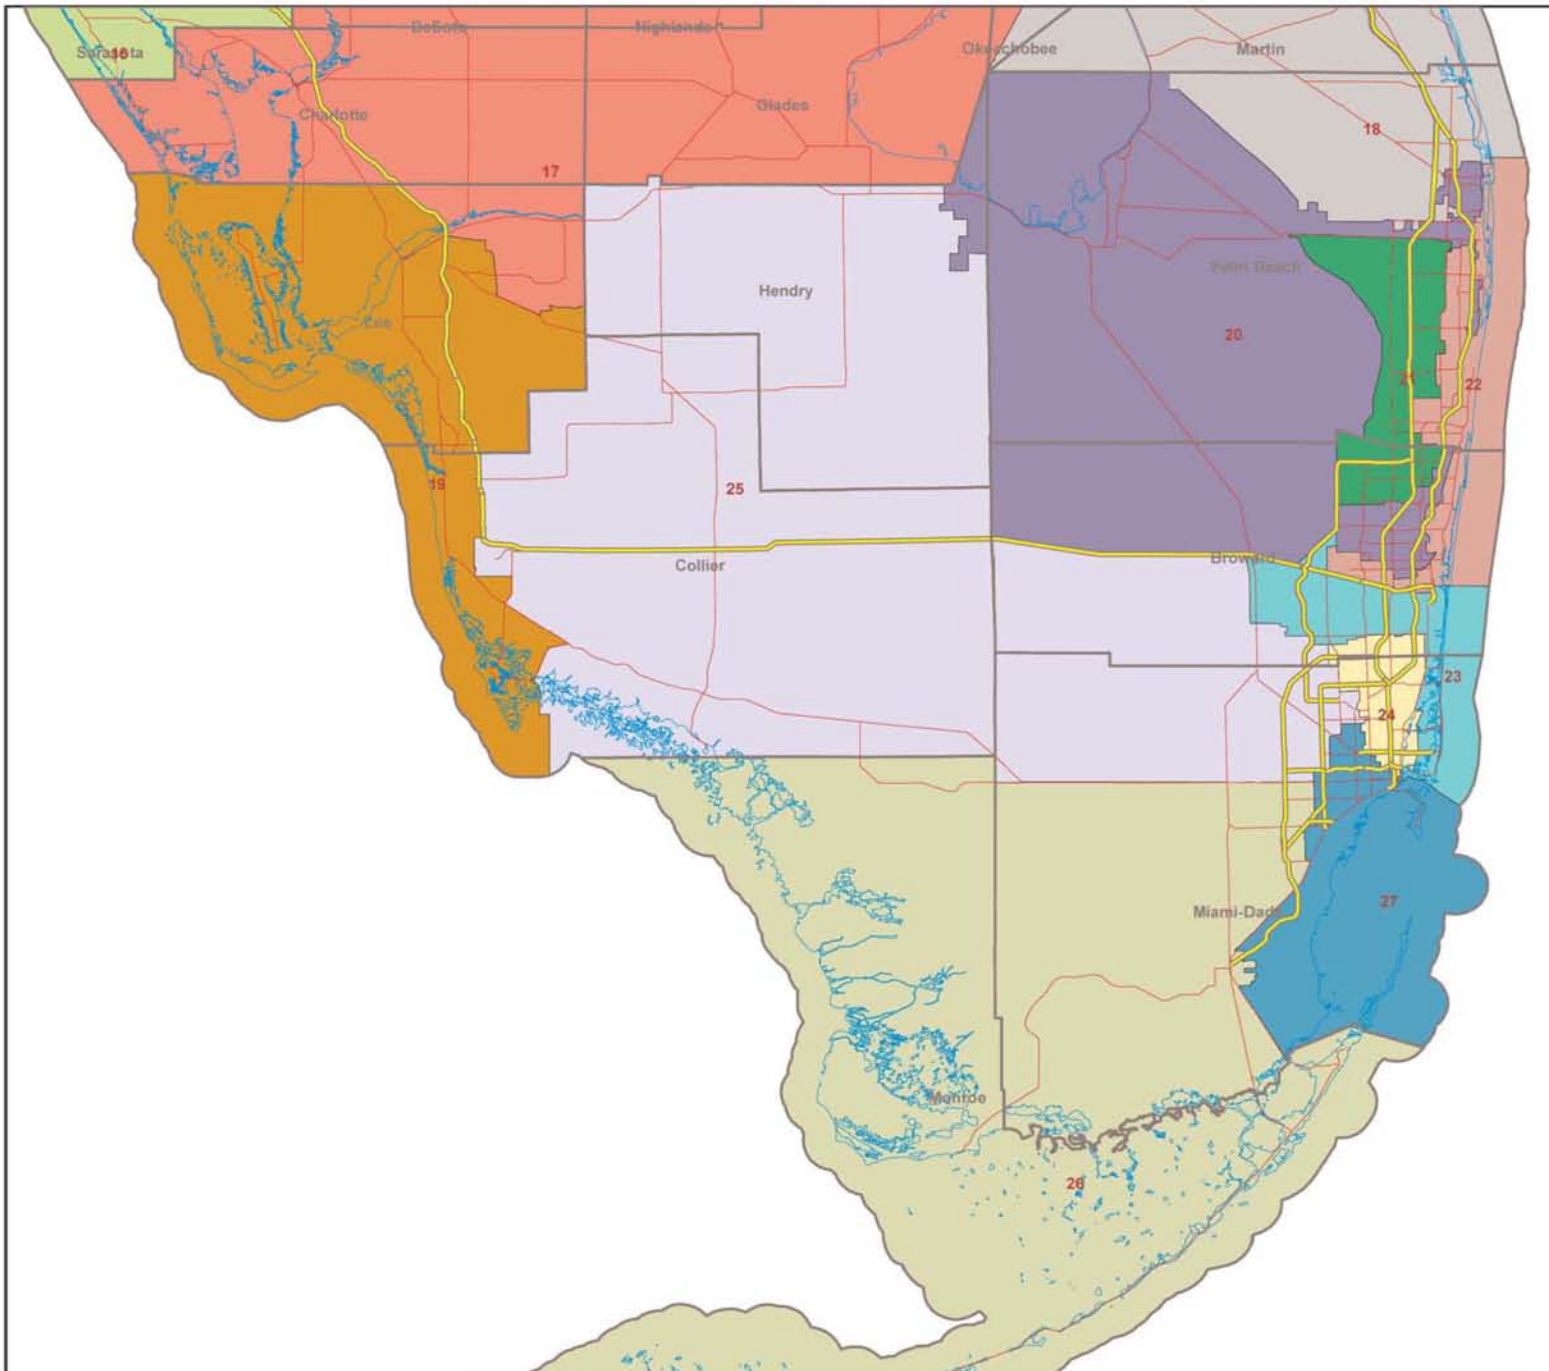 DeSoto
Highlands
Sarasota
16
Okeechobee
Martin
Glades
Charlotte
18
17
Palm Beach
Hendry
Lee
20
21
22
19
25
Broward
Collier
23
24
27
Miami-Dade
Monroe
26